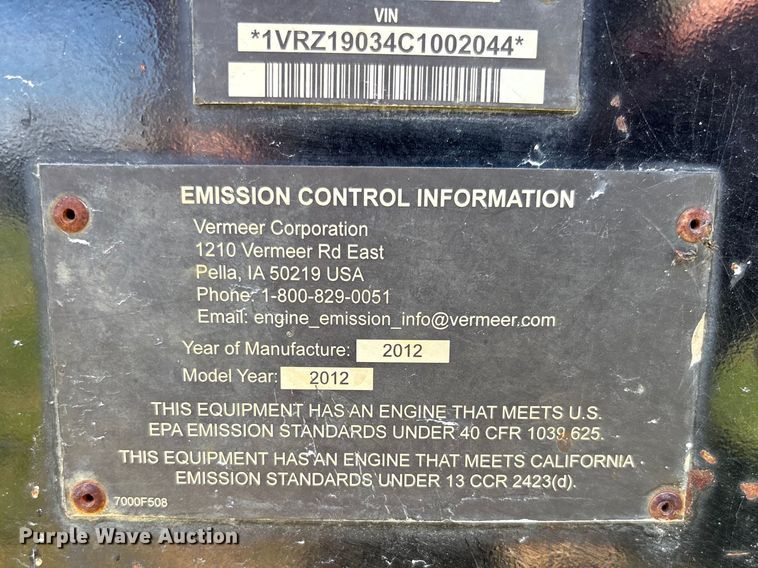 VIN
*1VRZ19034C1002044*
EMISSION CONTROL INFORMATION
Vermeer Corporation
1210 Vermeer Rd East
Pella, IA 50219 USA
Phone: 1-800-829-0051
Email: engine_emission_info@vermeer.com
Year of Manufacture: 2012
Model Year: 2012
THIS EQUIPMENT HAS AN ENGINE THAT MEETS U.S.
EPA EMISSION STANDARDS UNDER 40 CFR 1039.625.
THIS EQUIPMENT HAS AN ENGINE THAT MEETS CALIFORNIA
EMISSION STANDARDS UNDER 13 CCR 2423(d).
7000F508
Purple Wave Auction